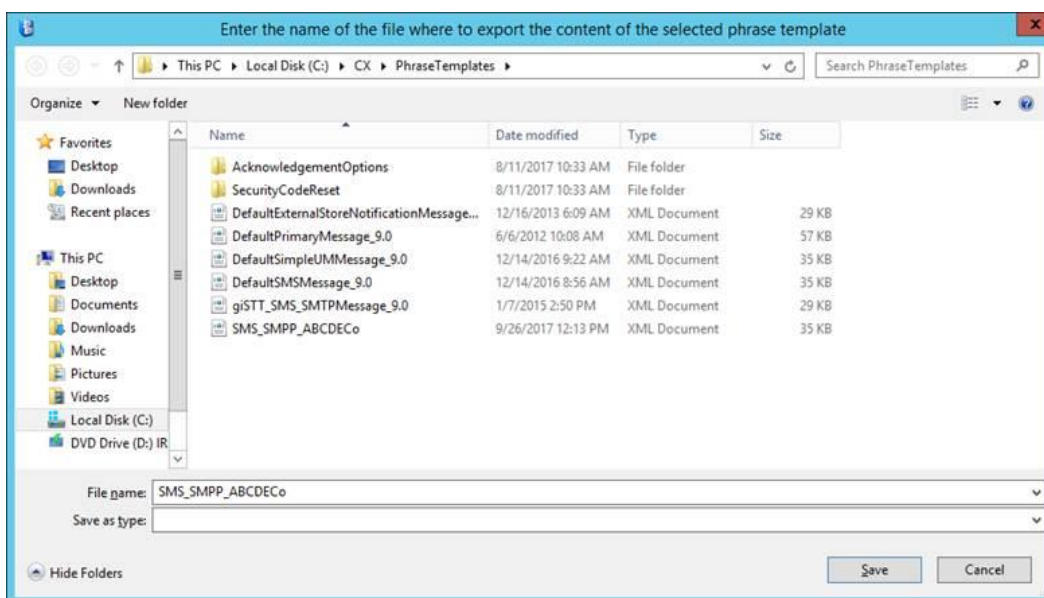 Enter the name of the file where to export the content of the selected phrase template
This PC Local Disk (C:) CX PhraseTemplates Search PhraseTemplates
Organize New folder
Favorites
Desktop
Downloads
Recent places
This PC
Desktop
Documents
Downloads
Music
Pictures
Videos
Local Disk (C:)
DVD Drive (D:) IR
Name Date modified Type Size
AcknowledgementOptions 8/11/2017 10:33 AM File folder
SecurityCodeReset 8/11/2017 10:33 AM File folder
DefaultExternalStoreNotificationMessage... 12/16/2013 6:09 AM XML Document 29 KB
DefaultPrimaryMessage_9.0 6/6/2012 10:08 AM XML Document 57 KB
DefaultSimpleUMMessage_9.0 12/14/2016 9:22 AM XML Document 35 KB
DefaultSMSMessage_9.0 12/14/2016 8:56 AM XML Document 35 KB
giSTT_SMS_SMTPMessage_9.0 1/7/2015 2:50 PM XML Document 29 KB
SMS_SMPP_ABCDECo 9/26/2017 12:13 PM XML Document 35 KB
File name: SMS_SMPP_ABCDECo
Save as type:
Hide Folders Save Cancel